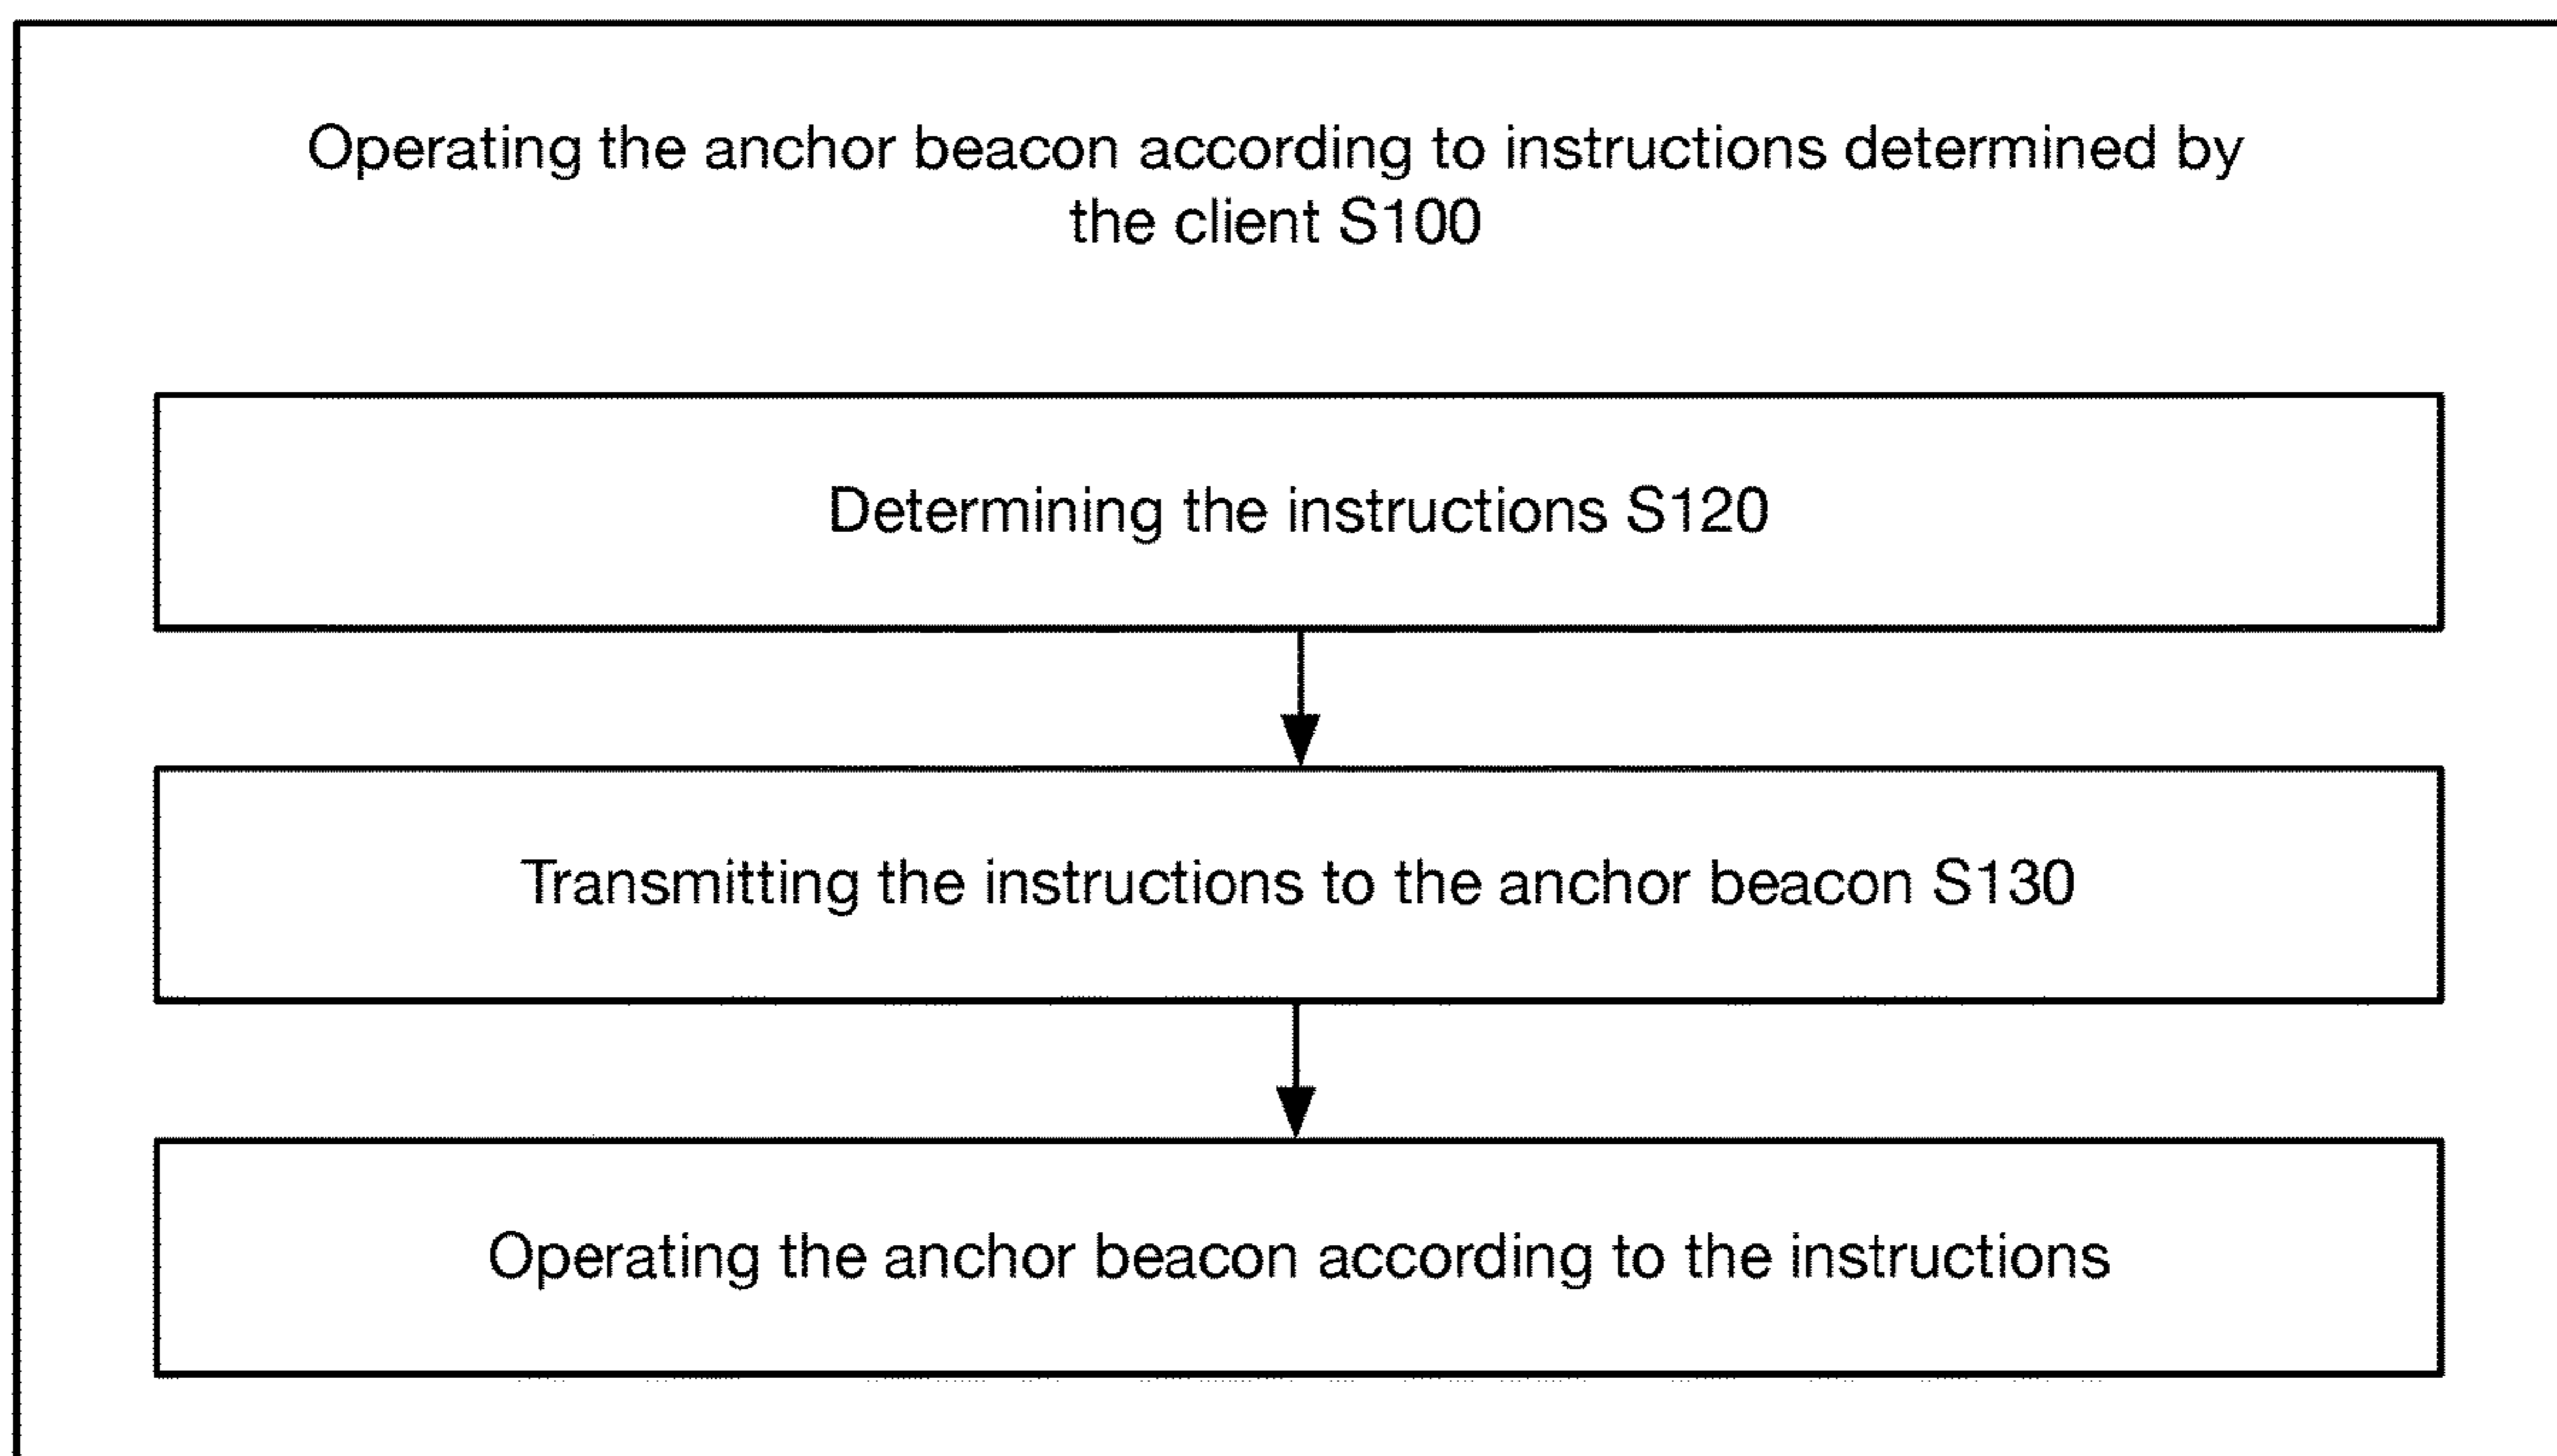 Operating the anchor beacon according to instructions determined by
the client S100
Determining the instructions S120
Transmitting the instructions to the anchor beacon S130
Operating the anchor beacon according to the instructions